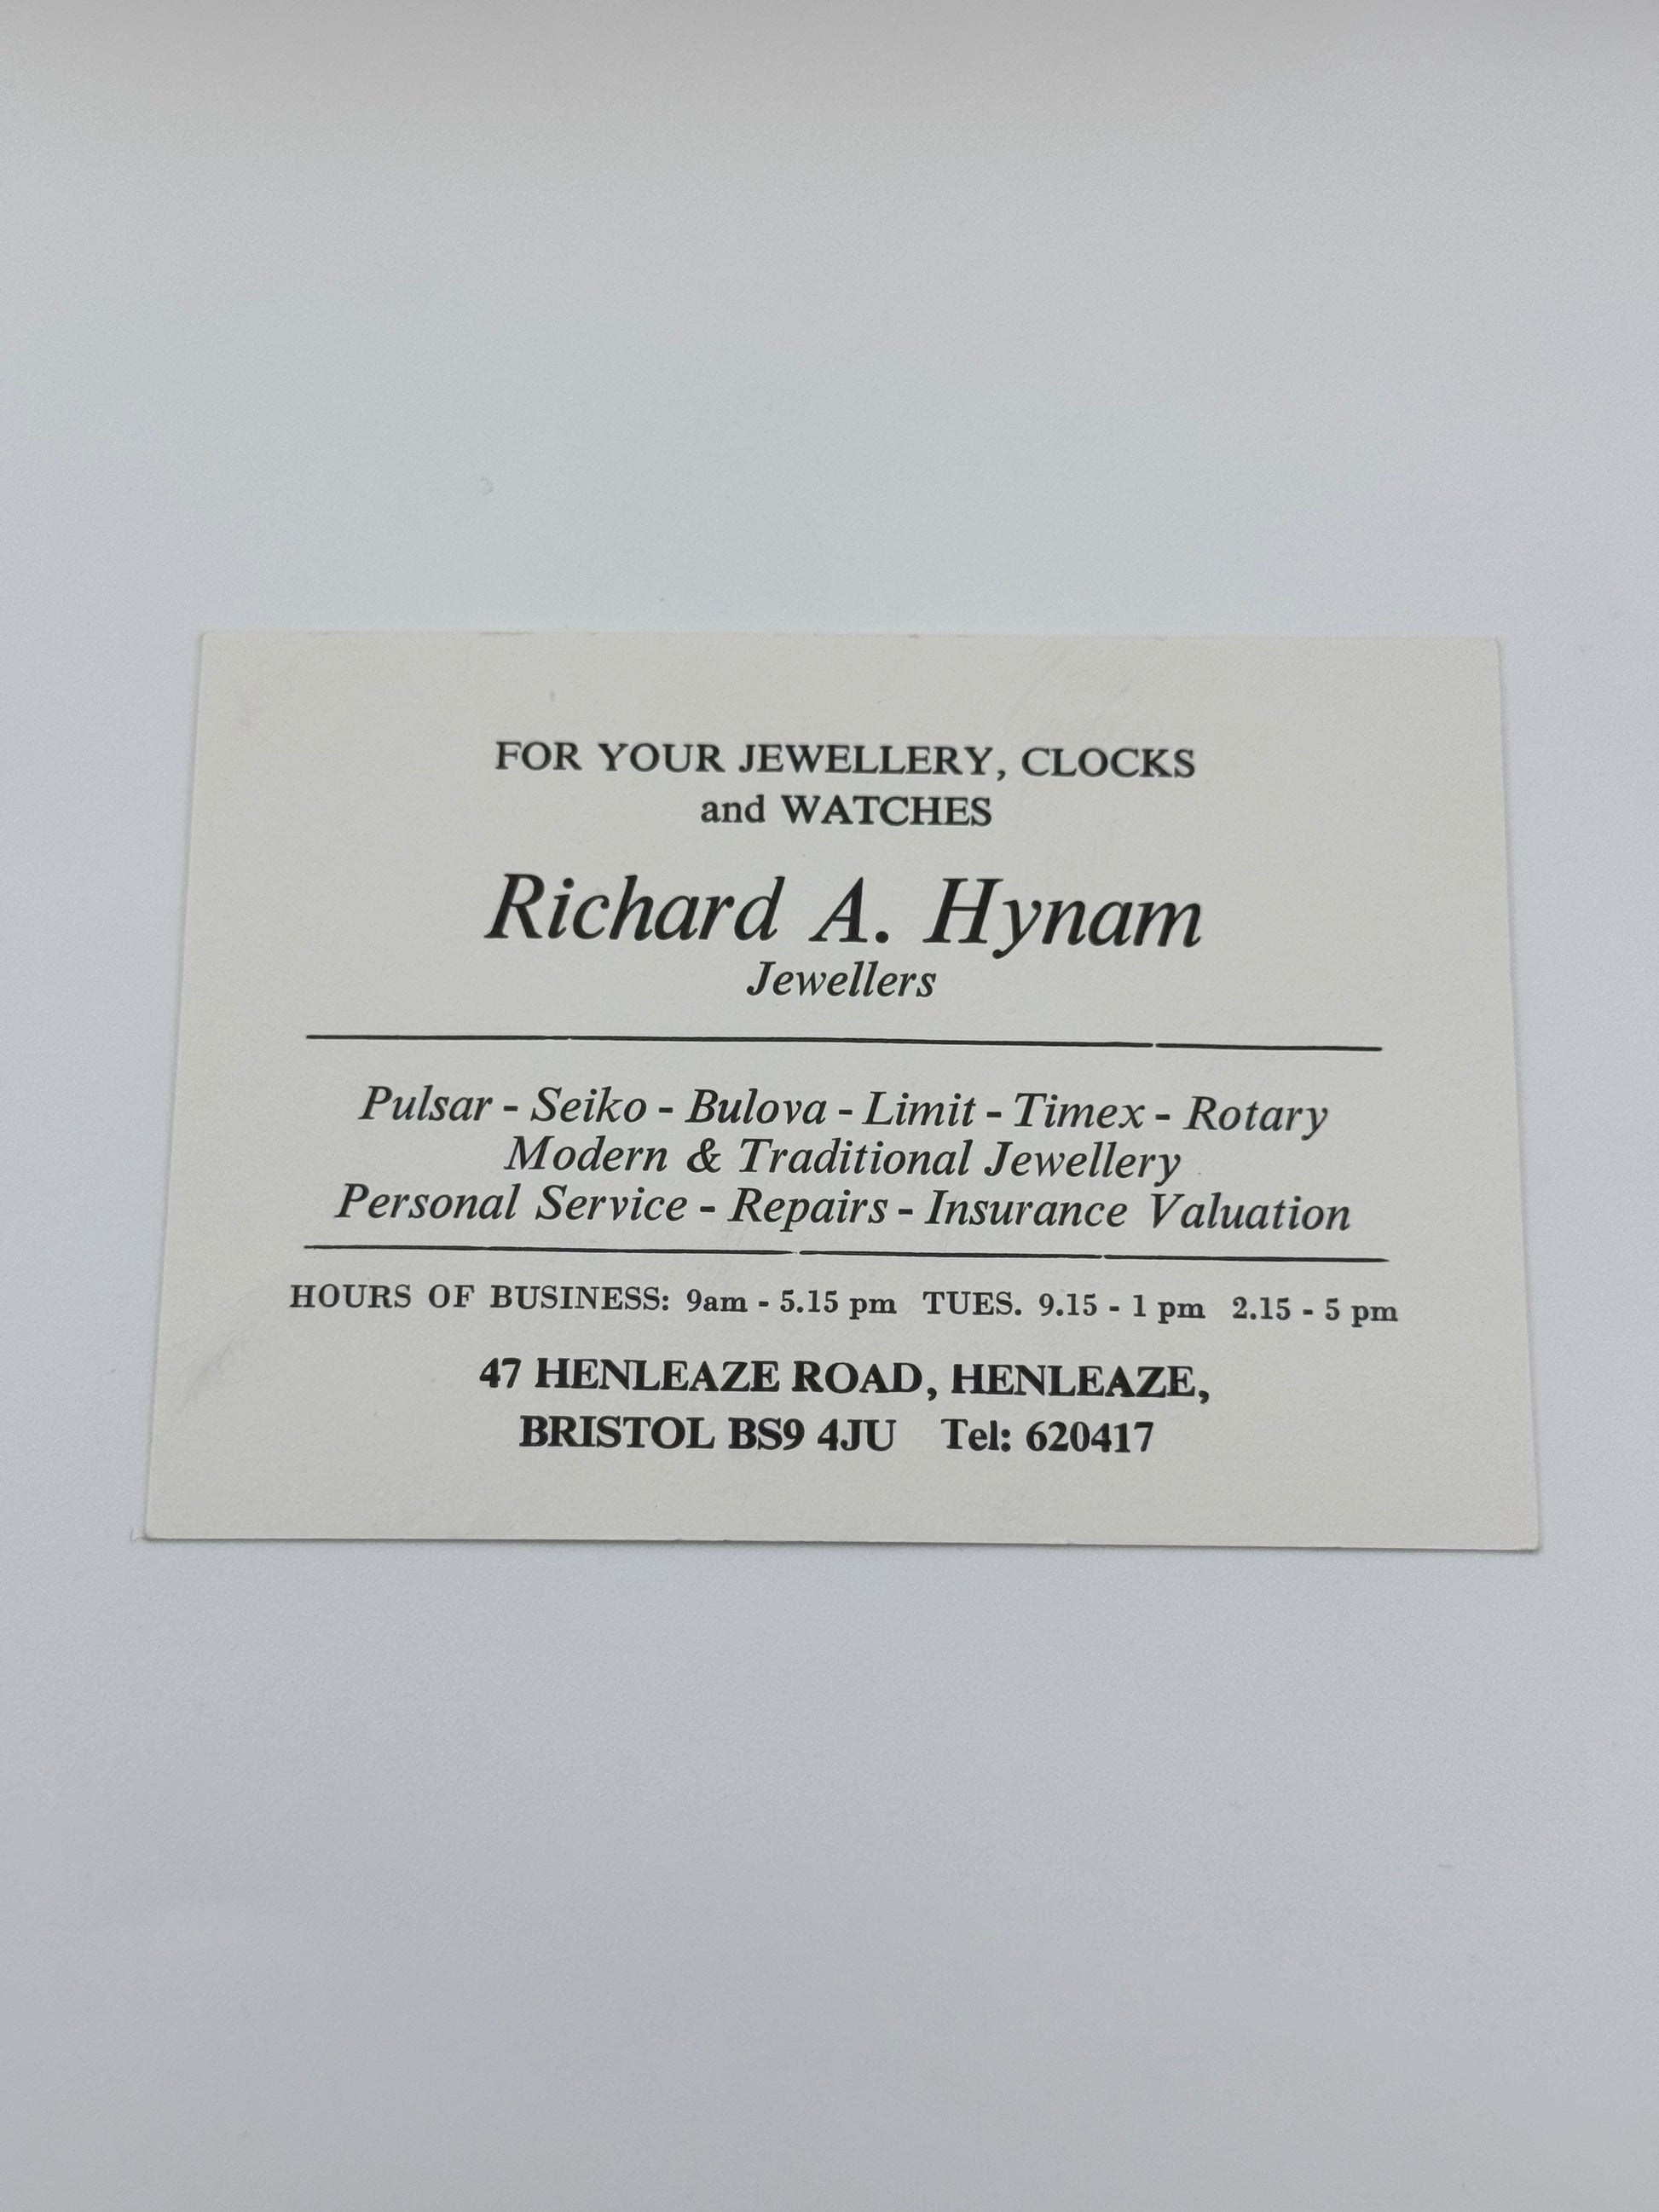 FOR YOUR JEWELLERY, CLOCKS
and WATCHES
Richard A. Hynam
Jewellers
Pulsar - Seiko - Bulova - Limit - Timex - Rotary
Modern & Traditional Jewellery
Personal Service - Repairs - Insurance Valuation
HOURS OF BUSINESS: 9am - 5.15 pm TUES. 9.15 - 1 pm 2.15 - 5 pm
47 HENLEAZE ROAD, HENLEAZE,
BRISTOL BS9 4JU Tel: 620417